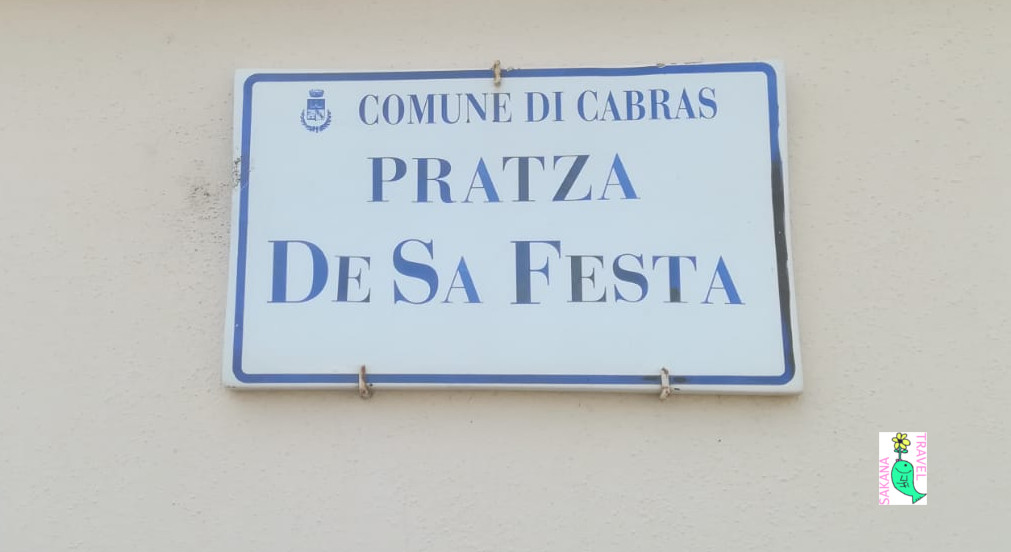 COMUNE DI CABRAS
PRATZA
DE SA FESTA
SAKANA
TRAVEL